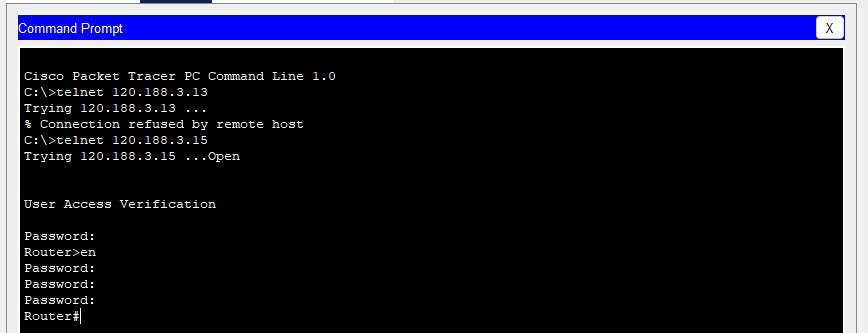 Command Prompt
X
Cisco Packet Tracer PC Command Line 1.0
C:\>telnet 120.188.3.13
Trying 120.188.3.13 ...
% Connection refused by remote host
C:\>telnet 120.188.3.15
Trying 120.188.3.15 ...Open
User Access Verification
Password:
Router>en
Password:
Password:
Password:
Router#